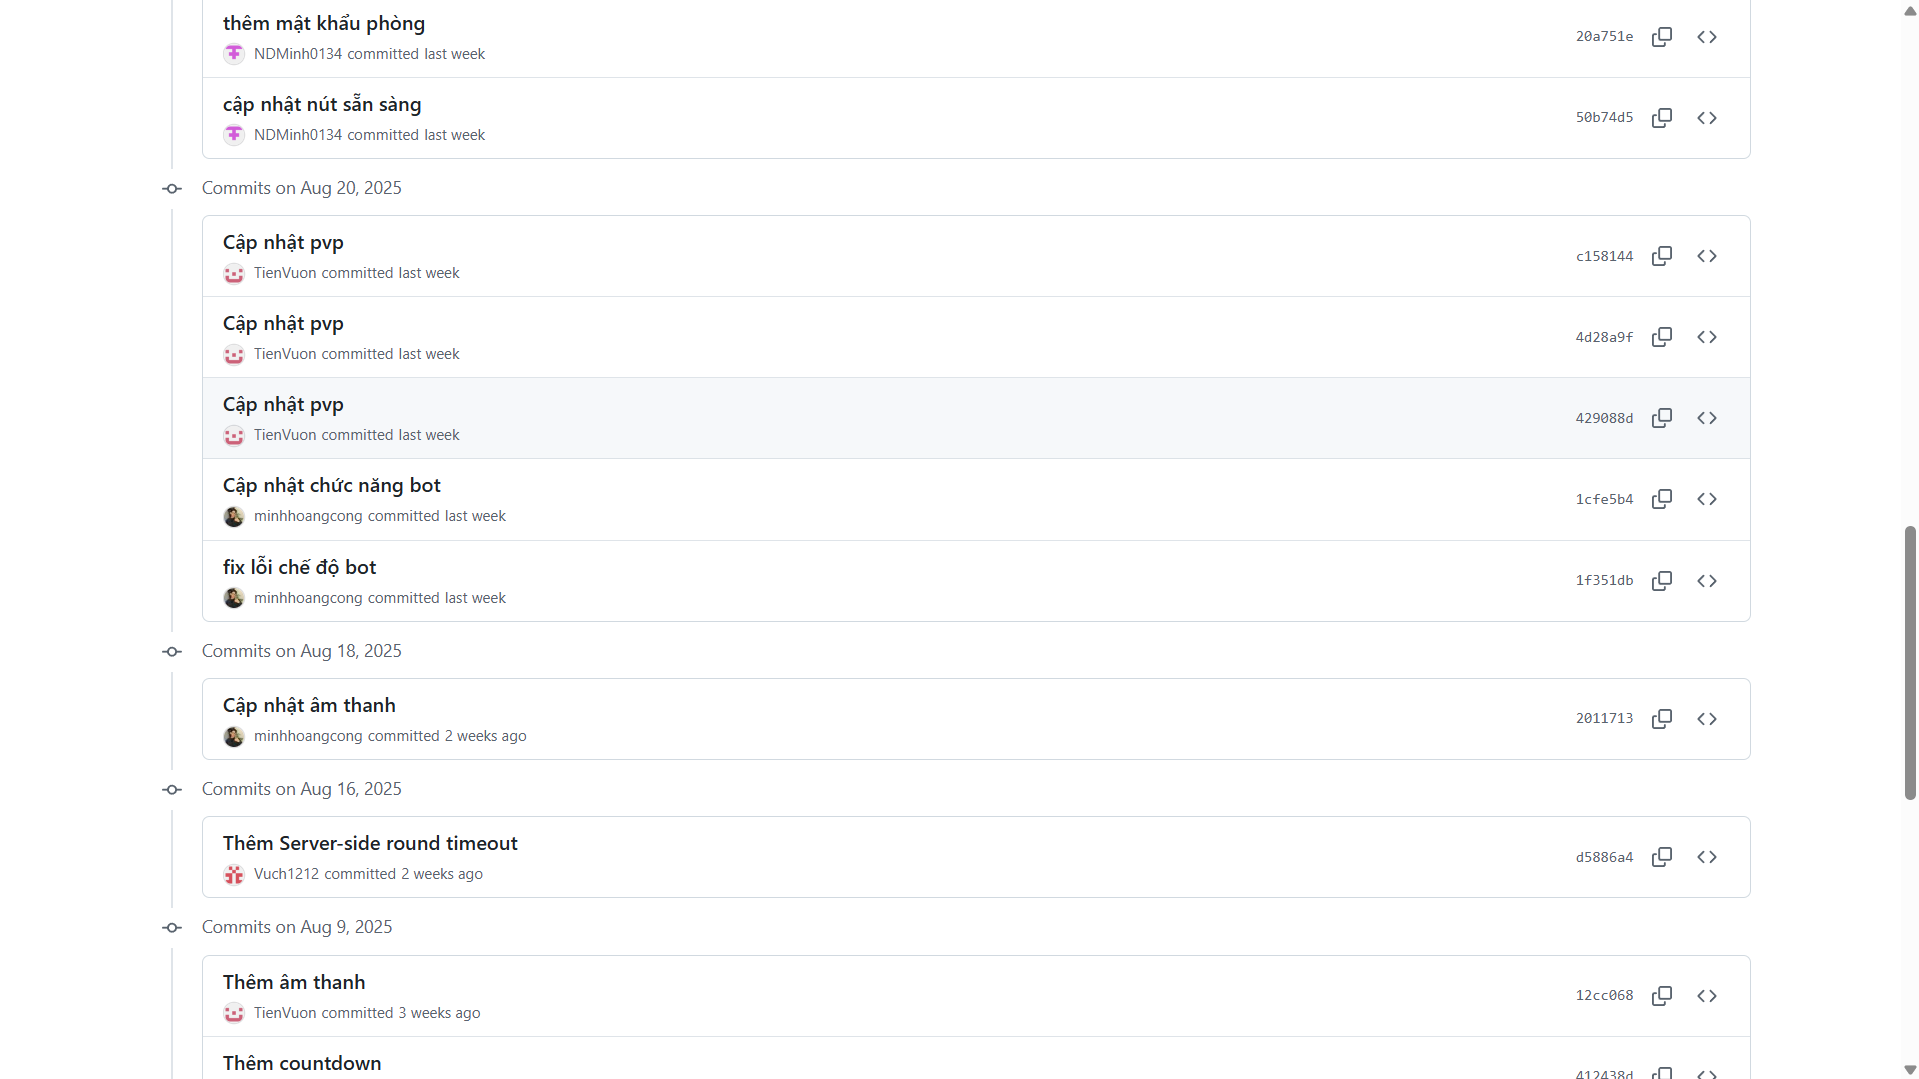 thêm mật khẩu phòng
20a751e
NDMinh0134 committed last week
cập nhật nút sẵn sàng
50b74d5
NDMinh0134 committed last week
Commits on Aug 20, 2025
Cập nhật pvp
c158144
TienVuon committed last week
Cập nhật pvp
4d28a9f
TienVuon committed last week
Cập nhật pvp
429088d
TienVuon committed last week
Cập nhật chức năng bot
1cfe5b4
minhhoangcong committed last week
fix lỗi chế độ bot
1f351db
minhhoangcong committed last week
Commits on Aug 18, 2025
Cập nhật âm thanh
2011713
minhhoangcong committed 2 weeks ago
Commits on Aug 16, 2025
Thêm Server-side round timeout
d5886a4
Vuch1212 committed 2 weeks ago
Commits on Aug 9, 2025
Thêm âm thanh
12cc068
TienVuon committed 3 weeks ago
Thêm countdown
412438d